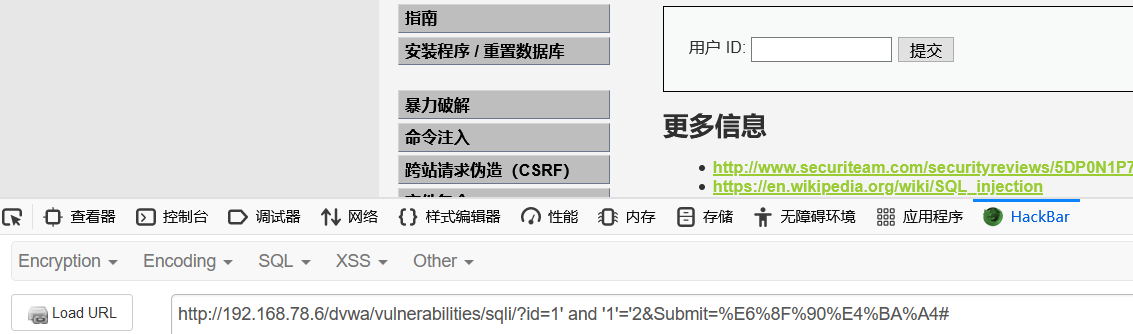 指南
安装程序 / 重置数据库
暴力破解
命令注入
跨站请求伪造（CSRF）
用户 ID: 提交
更多信息
http://www.securiteam.com/securityreviews/5DP0N1P7
https://en.wikipedia.org/wiki/SQL_injection
查看器 控制台 调试器 网络 样式编辑器 性能 内存 存储 无障碍环境 应用程序 HackBar
Encryption Encoding SQL XSS Other
Load URL http://192.168.78.6/dvwa/vulnerabilities/sqli/?id=1' and '1'='2&Submit=%E6%8F%90%E4%BA%A4#